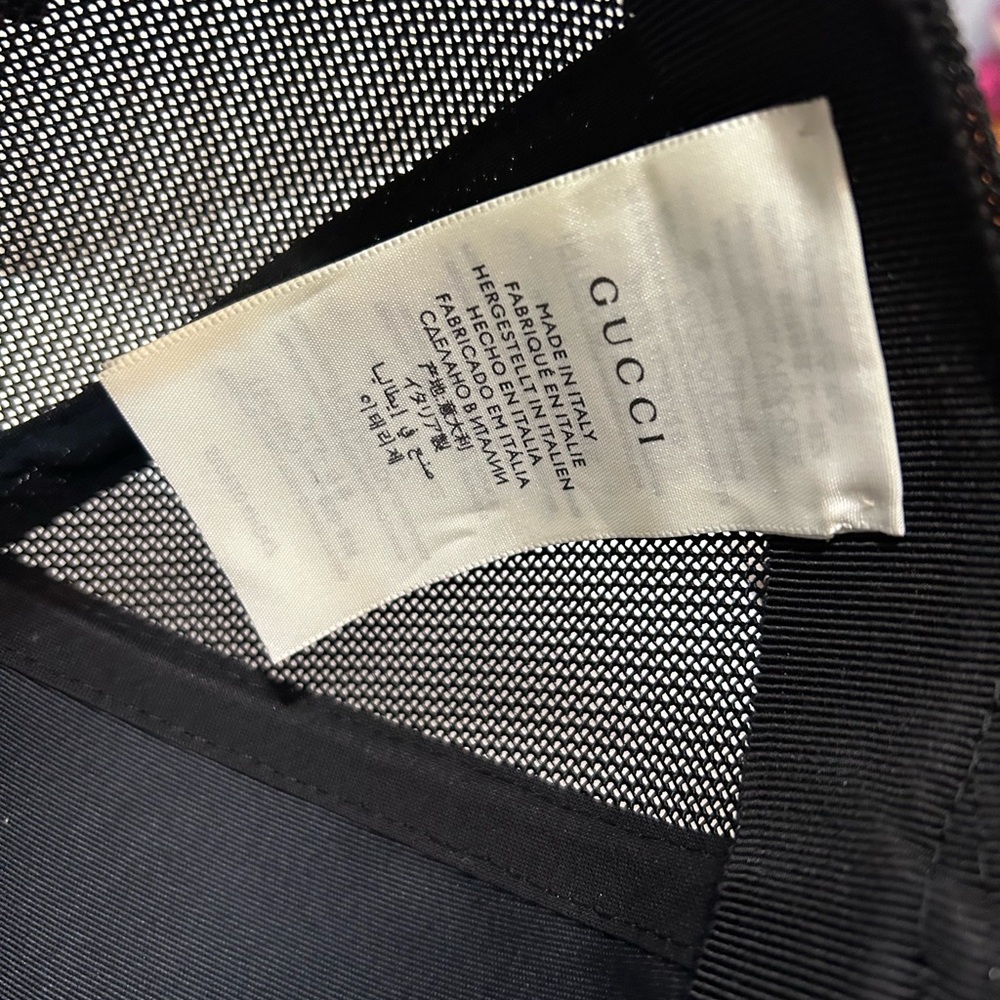 GUCCI
MADE IN ITALY
FABRIQUÉ EN ITALIE
HERGESTELLT IN ITALIEN
HECHO EN ITALIA
FABRICADO EM ITÁLIA
СДЕЛАНО В ИТАЛИИ
产地:意大利
イタリア製
صنع في إيطاليا
이태리제